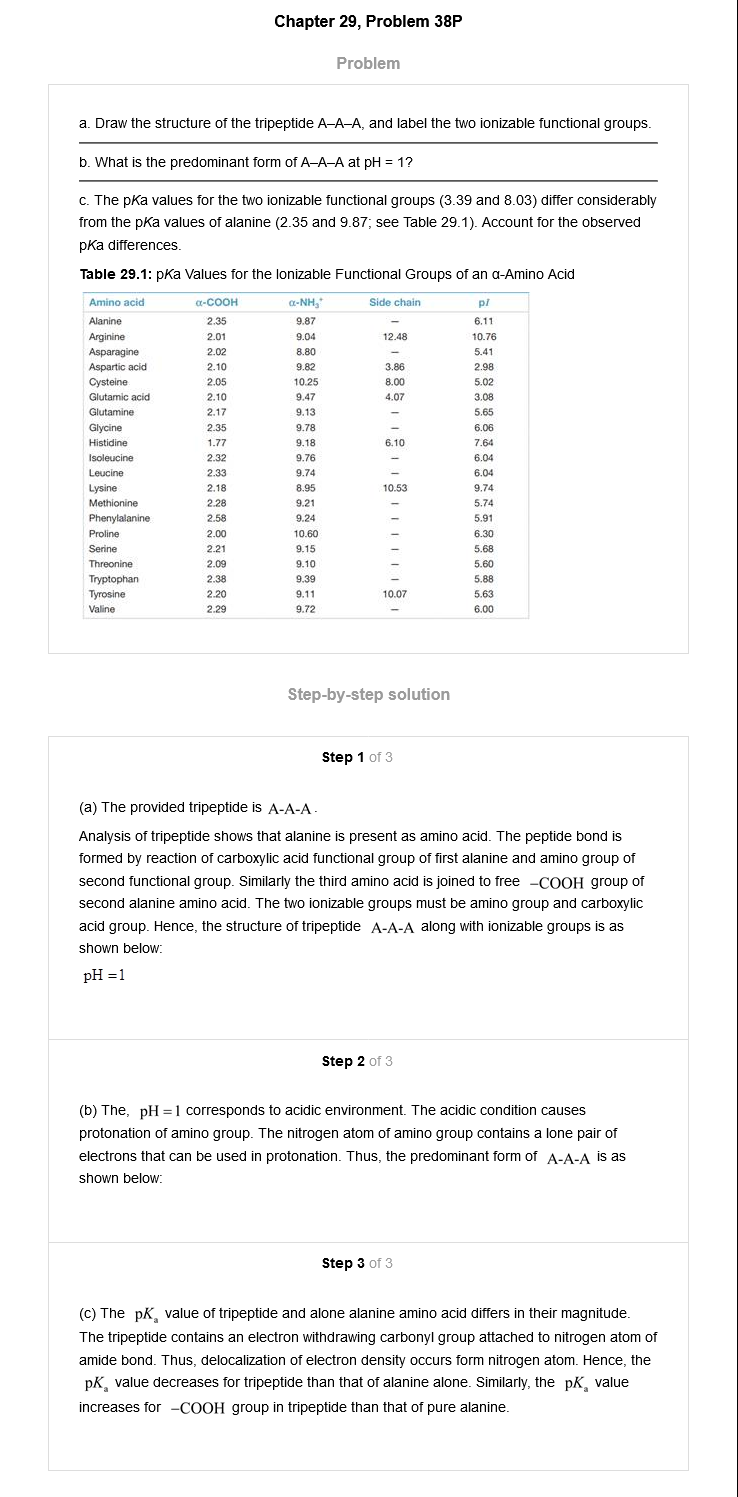 Chapter 29, Problem 38P
Problem
a. Draw the structure of the tripeptide A–A–A, and label the two ionizable functional groups.
b. What is the predominant form of A–A–A at pH = 1?
c. The pKa values for the two ionizable functional groups (3.39 and 8.03) differ considerably
from the pKa values of alanine (2.35 and 9.87; see Table 29.1). Account for the observed
pKa differences.
Table 29.1: pKa Values for the Ionizable Functional Groups of an α-Amino Acid
Amino acid α-COOH α-NH₃⁺ Side chain pI
Alanine 2.35 9.87 – 6.11
Arginine 2.01 9.04 12.48 10.76
Asparagine 2.02 8.80 – 5.41
Aspartic acid 2.10 9.82 3.86 2.98
Cysteine 2.05 10.25 8.00 5.02
Glutamic acid 2.10 9.47 4.07 3.08
Glutamine 2.17 9.13 – 5.65
Glycine 2.35 9.78 – 6.06
Histidine 1.77 9.18 6.10 7.64
Isoleucine 2.32 9.76 – 6.04
Leucine 2.33 9.74 – 6.04
Lysine 2.18 8.95 10.53 9.74
Methionine 2.28 9.21 – 5.74
Phenylalanine 2.58 9.24 – 5.91
Proline 2.00 10.60 – 6.30
Serine 2.21 9.15 – 5.68
Threonine 2.09 9.10 – 5.60
Tryptophan 2.38 9.39 – 5.88
Tyrosine 2.20 9.11 10.07 5.63
Valine 2.29 9.72 – 6.00
Step-by-step solution
Step 1 of 3
(a) The provided tripeptide is A-A-A.
Analysis of tripeptide shows that alanine is present as amino acid. The peptide bond is
formed by reaction of carboxylic acid functional group of first alanine and amino group of
second functional group. Similarly the third amino acid is joined to free –COOH group of
second alanine amino acid. The two ionizable groups must be amino group and carboxylic
acid group. Hence, the structure of tripeptide A-A-A along with ionizable groups is as
shown below:
pH =1
Step 2 of 3
(b) The, pH = 1 corresponds to acidic environment. The acidic condition causes
protonation of amino group. The nitrogen atom of amino group contains a lone pair of
electrons that can be used in protonation. Thus, the predominant form of A-A-A is as
shown below:
Step 3 of 3
(c) The pKₐ value of tripeptide and alone alanine amino acid differs in their magnitude.
The tripeptide contains an electron withdrawing carbonyl group attached to nitrogen atom of
amide bond. Thus, delocalization of electron density occurs form nitrogen atom. Hence, the
pKₐ value decreases for tripeptide than that of alanine alone. Similarly, the pKₐ value
increases for –COOH group in tripeptide than that of pure alanine.